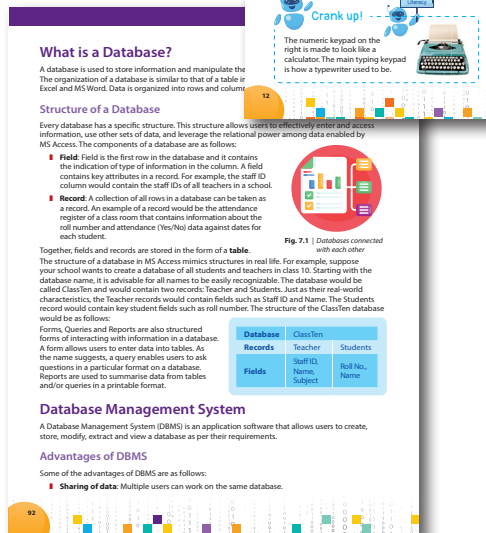 Literacy
Crank up!
The numeric keypad on the
right is made to look like a
calculator. The main typing keypad
is how a typewriter used to be.
12
What is a Database?
A database is used to store information and manipulate the
The organization of a database is similar to that of a table in
Excel and MS Word. Data is organized into rows and
Structure of a Database
Every database has a specific structure. This structure allows users to effectively enter and access
information, use other sets of data, and leverage the relational power among data enabled by
MS Access. The components of a database are as follows:
Field: Field is the first row in the database and it contains
the indication of type of information in the column. A field
contains key attributes in a record. For example, the staff ID
column would contain the staff IDs of all teachers in a school.
Record: A collection of all rows in a database can be taken as
a record. An example of a record would be the attendance
register of a class room that contains information about the
roll number and attendance (Yes/No) data against dates for
each student.
Fig. 7.1 | Databases connected
with each other
Together, fields and records are stored in the form of a table.
The structure of a database in MS Access mimics structures in real life. For example, suppose
your school wants to create a database of all students and teachers in class 10. Starting with the
database name, it is advisable for all names to be easily recognizable. The database would be
called ClassTen and would contain two records: Teacher and Students. Just as their real-world
characteristics, the Teacher records would contain fields such as Staff ID and Name. The Students
record would contain key student fields such as roll number. The structure of the ClassTen database
would be as follows:
Forms, Queries and Reports are also structured
forms of interacting with information in a database.
A form allows users to enter data into tables. As
the name suggests, a query enables users to ask
questions in a particular format on a database.
Reports are used to summarise data from tables
and/or queries in a printable format.
Database ClassTen
Records Teacher Students
Fields Staff ID, Name, Subject Roll No., Name
Database Management System
A Database Management System (DBMS) is an application software that allows users to create,
store, modify, extract and view a database as per their requirements.
Advantages of DBMS
Some of the advantages of DBMS are as follows:
Sharing of data: Multiple users can work on the same database.
92